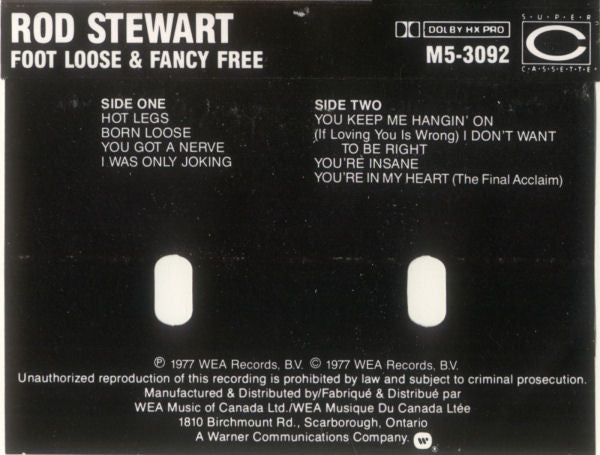 ROD STEWART
FOOT LOOSE & FANCY FREE
DOLBY HX PRO
M5-3092
SUPER
C
CASSETTE
SIDE ONE
HOT LEGS
BORN LOOSE
YOU GOT A NERVE
I WAS ONLY JOKING
SIDE TWO
YOU KEEP ME HANGIN' ON
(If Loving You Is Wrong) I DON'T WANT
TO BE RIGHT
YOU'RE INSANE
YOU'RE IN MY HEART (The Final Acclaim)
℗ 1977 WEA Records, B.V. © 1977 WEA Records, B.V.
Unauthorized reproduction of this recording is prohibited by law and subject to criminal prosecution.
Manufactured & Distributed by/Fabriqué & Distribué par
WEA Music of Canada Ltd./WEA Musique Du Canada Ltée
1810 Birchmount Rd., Scarborough, Ontario
A Warner Communications Company.